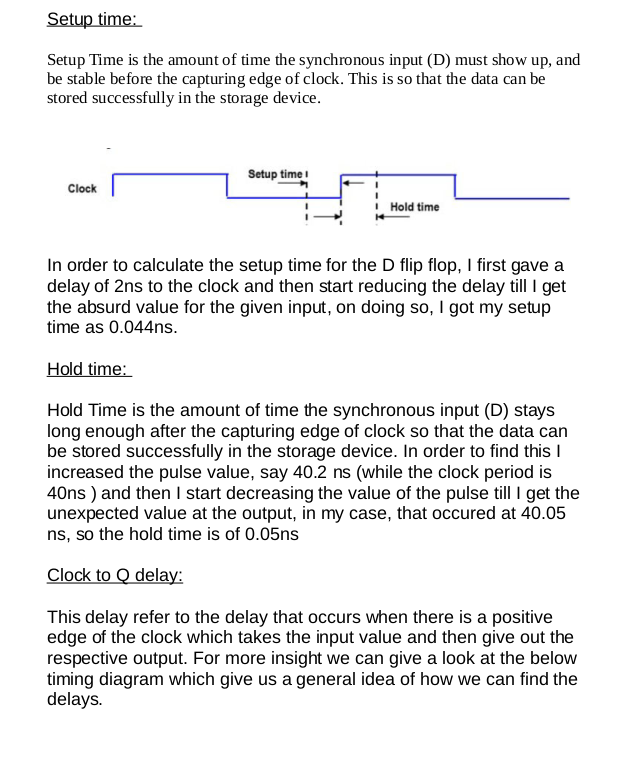 Setup time:
Setup Time is the amount of time the synchronous input (D) must show up, and
be stable before the capturing edge of clock. This is so that the data can be
stored successfully in the storage device.
Setup time
Clock
Hold time
In order to calculate the setup time for the D flip flop, I first gave a
delay of 2ns to the clock and then start reducing the delay till I get
the absurd value for the given input, on doing so, I got my setup
time as 0.044ns.
Hold time:
Hold Time is the amount of time the synchronous input (D) stays
long enough after the capturing edge of clock so that the data can
be stored successfully in the storage device. In order to find this I
increased the pulse value, say 40.2 ns (while the clock period is
40ns ) and then I start decreasing the value of the pulse till I get the
unexpected value at the output, in my case, that occured at 40.05
ns, so the hold time is of 0.05ns
Clock to Q delay:
This delay refer to the delay that occurs when there is a positive
edge of the clock which takes the input value and then give out the
respective output. For more insight we can give a look at the below
timing diagram which give us a general idea of how we can find the
delays.